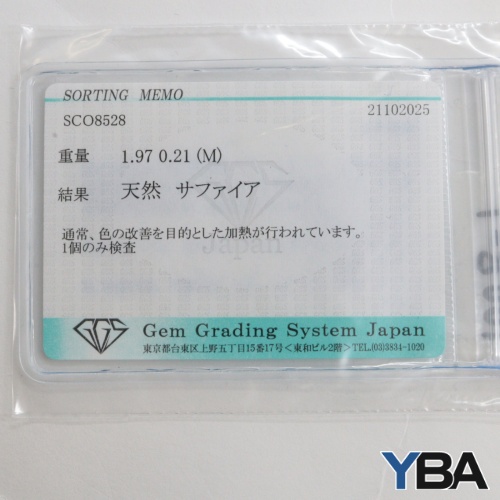 SORTING MEMO
SCO8528
21102025
重量 1.97 0.21 (M)
結果 天然 サファイア
通常、色の改善を目的とした加熱が行われています。
1個のみ検査
Japan
GGS Gem Grading System Japan
東京都台東区上野五丁目15番17号<東和ビル2階>TEL.(03)3834-1020
YBA